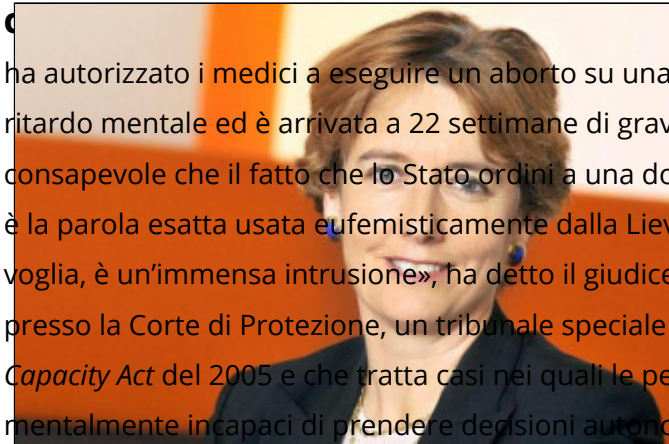 ha autorizzato i medici a eseguire un aborto su una
ritardo mentale ed è arrivata a 22 settimane di grav
consapevole che il fatto che lo Stato ordini a una do
è la parola esatta usata eufemisticamente dalla Liev
voglia, è un’immensa intrusione», ha detto il giudice
presso la Corte di Protezione, un tribunale speciale
Capacity Act del 2005 e che tratta casi nei quali le pe
mentalmente incapaci di prendere decisioni autono